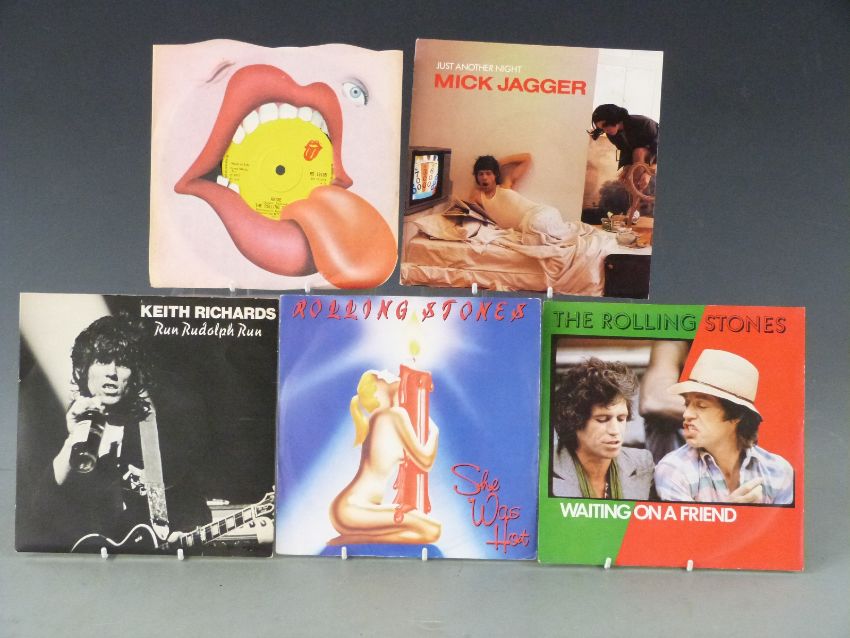 JUST ANOTHER NIGHT
MICK JAGGER
KEITH RICHARDS
Run Rudolph Run
ROLLING STONES
She
Was
Hot
THE ROLLING STONES
WAITING ON A FRIEND